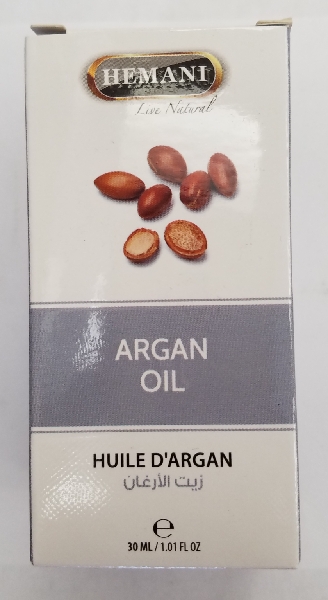 HEMANI
Live Natural
ARGAN
OIL
HUILE D'ARGAN
زيت الأرغان
℮
30 ML / 1.01 FL OZ